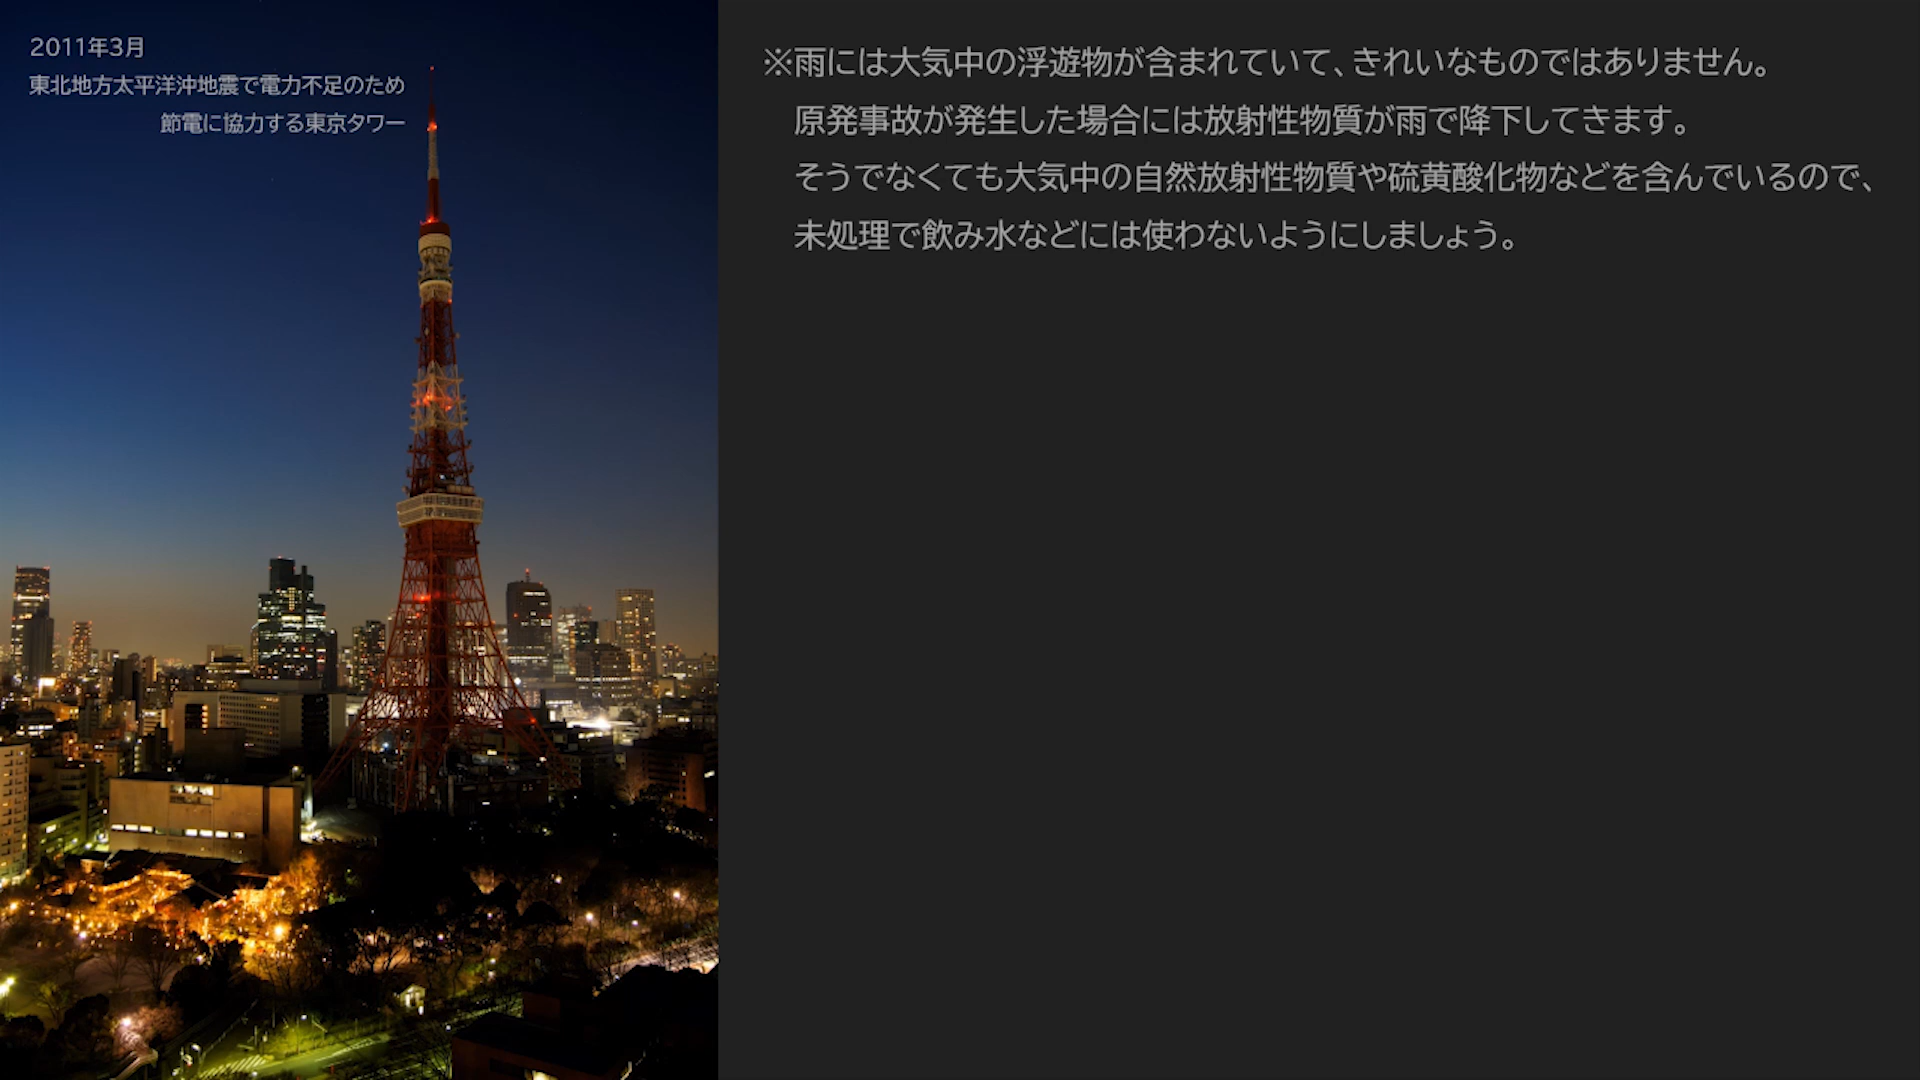 2011年3月
東北地方太平洋沖地震で電力不足のため
節電に協力する東京タワー
※雨には大気中の浮遊物が含まれていて、きれいなものではありません。
原発事故が発生した場合には放射性物質が雨で降下してきます。
そうでなくても大気中の自然放射性物質や硫黄酸化物などを含んでいるので、
未処理で飲み水などには使わないようにしましょう。